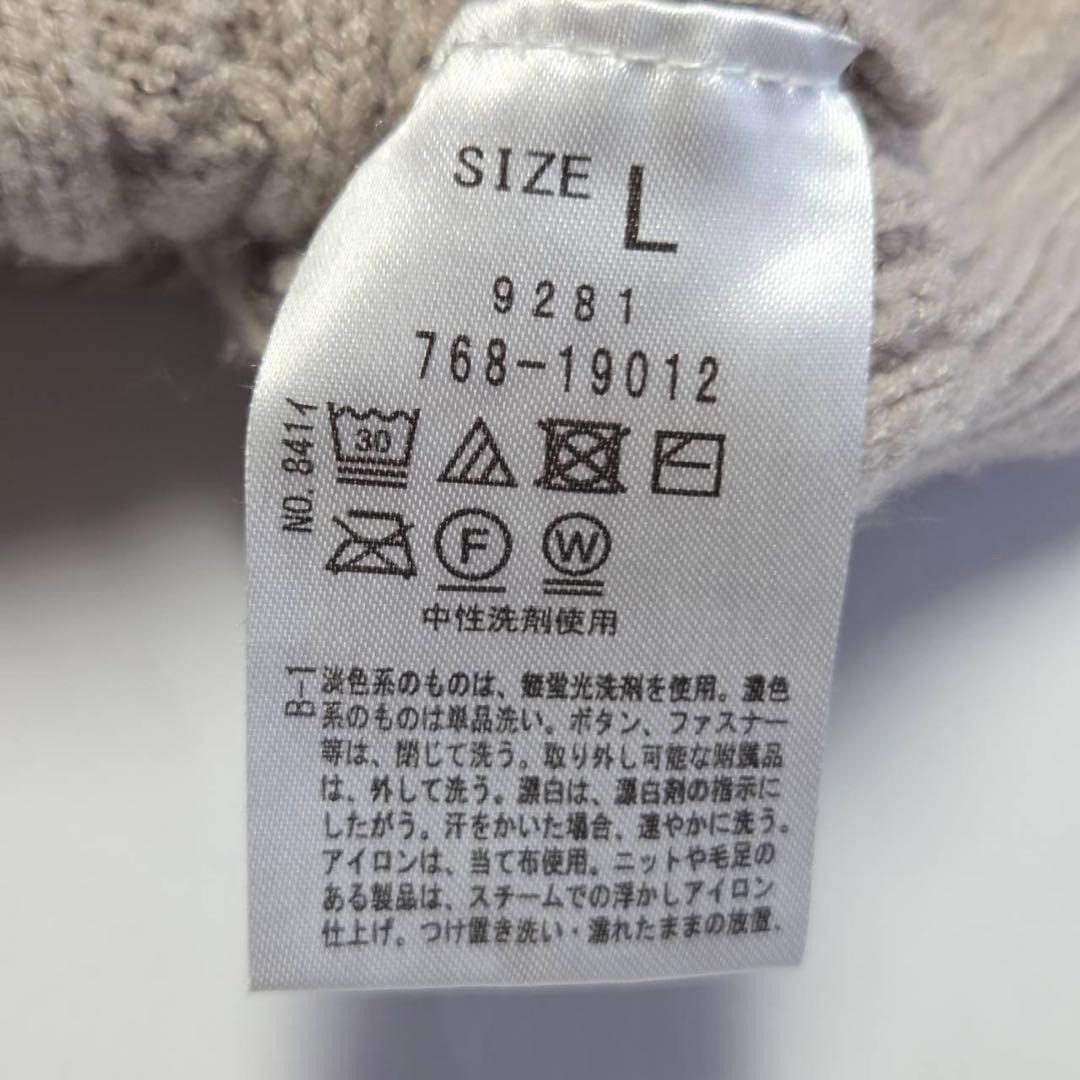 SIZE L
9281
768-19012
NO. 841イ
30
F
W
中性洗剤使用
B-1
淡色系のものは、無蛍光洗剤を使用。濃色
系のものは単品洗い。ボタン、ファスナー
等は、閉じて洗う。取り外し可能な附属品
は、外して洗う。漂白は、漂白剤の指示に
したがう。汗をかいた場合、速やかに洗う。
アイロンは、当て布使用。ニットや毛足の
ある製品は、スチームでの浮かしアイロン
仕上げ。つけ置き洗い・濡れたままの放置、